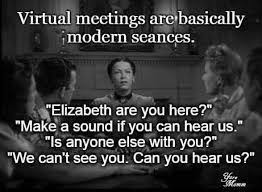 Virtual meetings are basically
modern seances.
"Elizabeth are you here?"
"Make a sound if you can hear us."
"Is anyone else with you?"
"We can't see you. Can you hear us?"